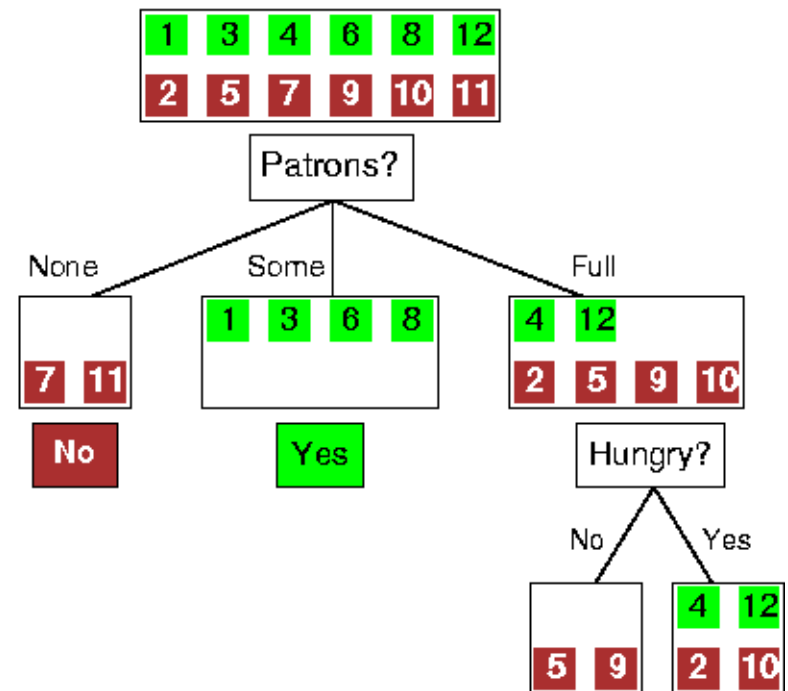 1 3 4 6 8 12
2 5 7 9 10 11
Patrons?
None Some Full
1 3 6 8 4 12
7 11 2 5 9 10
No Yes Hungry?
No Yes
4 12
5 9 2 10